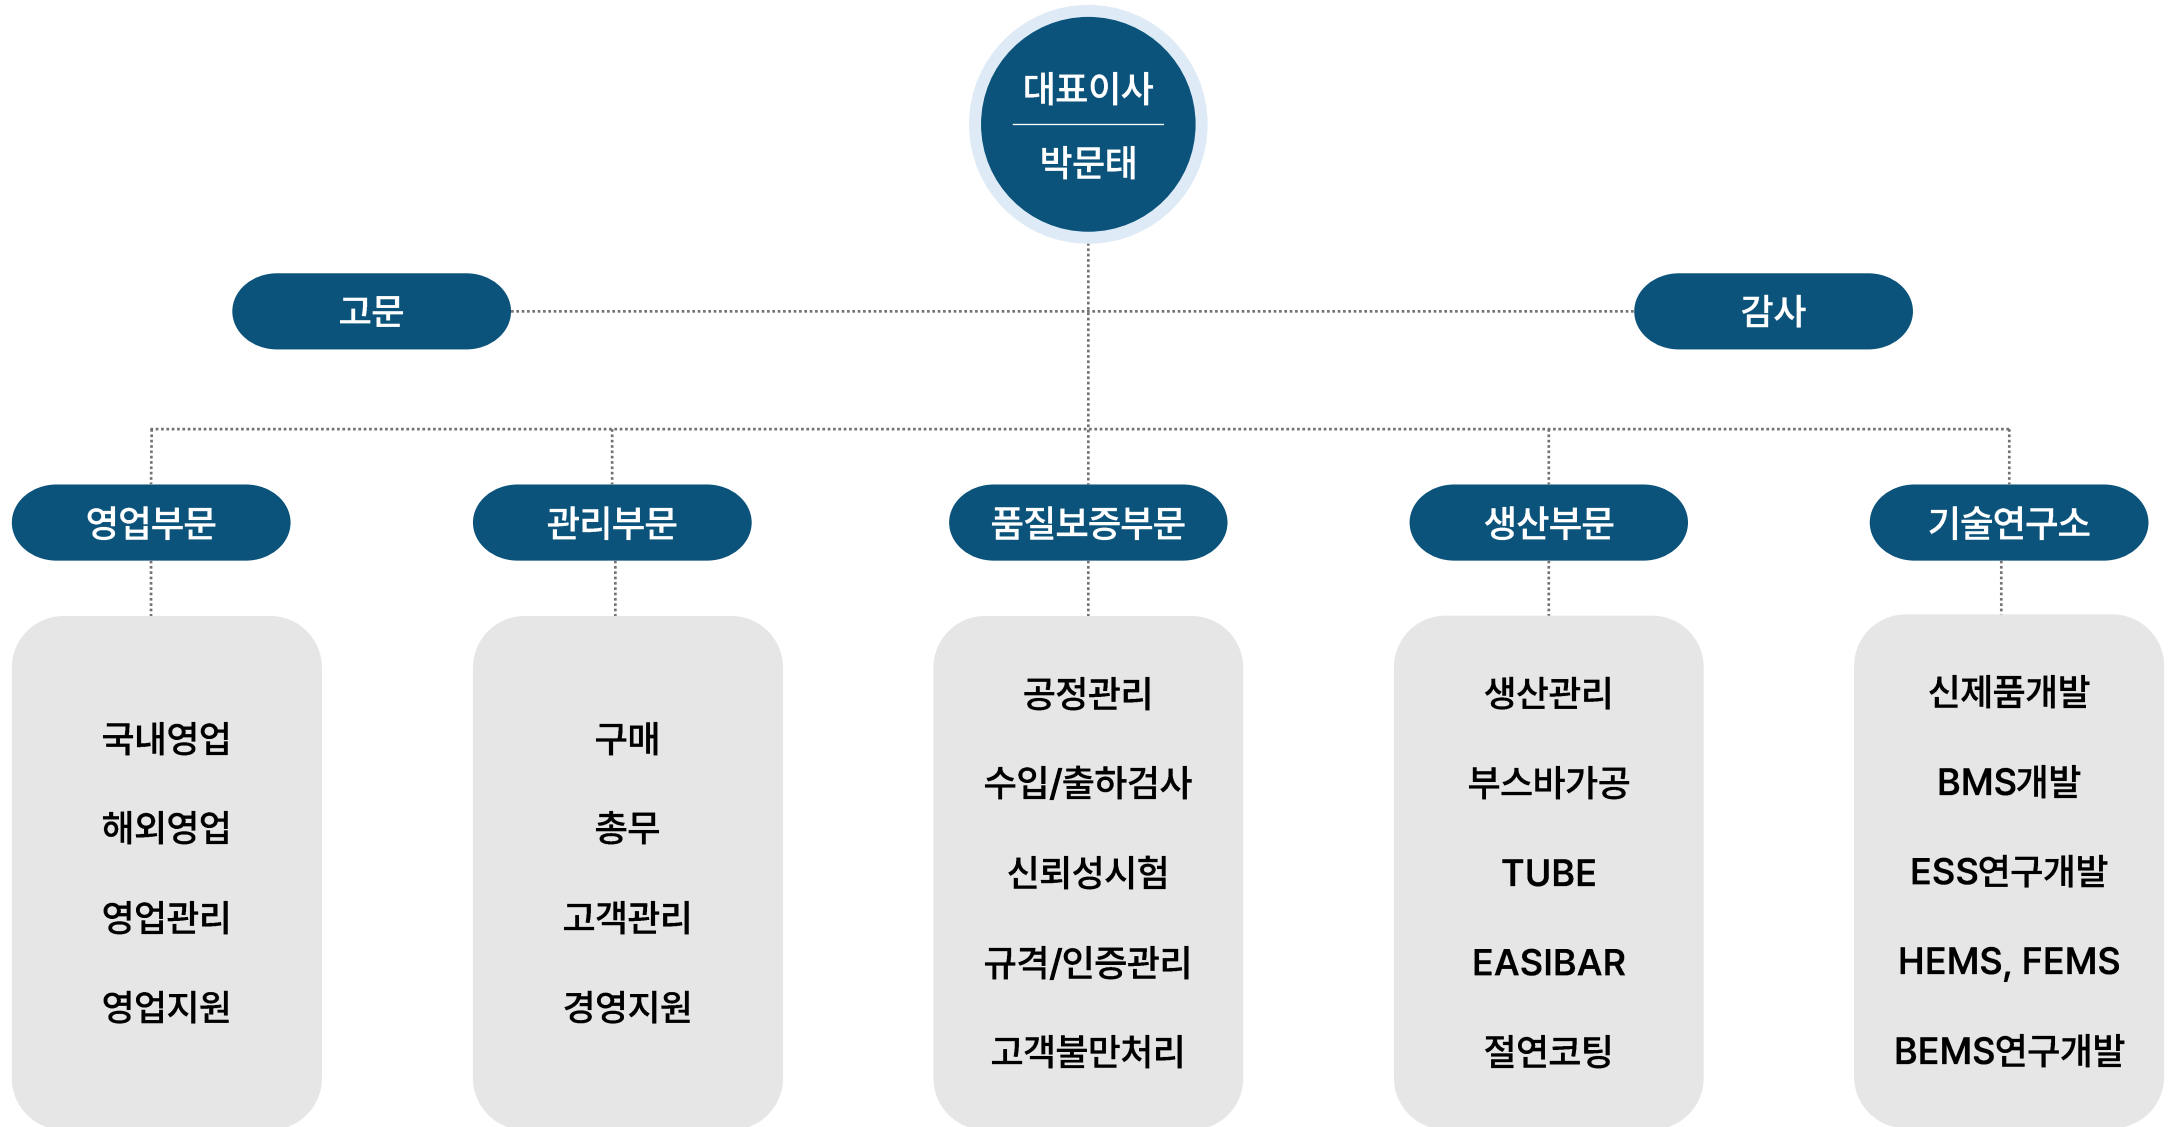 대표이사
박문태
고문
감사
영업부문
관리부문
품질보증부문
생산부문
기술연구소
국내영업
해외영업
영업관리
영업지원
구매
총무
고객관리
경영지원
공정관리
수입/출하검사
신뢰성시험
규격/인증관리
고객불만처리
생산관리
부스바가공
TUBE
EASIBAR
절연코팅
신제품개발
BMS개발
ESS연구개발
HEMS, FEMS
BEMS연구개발